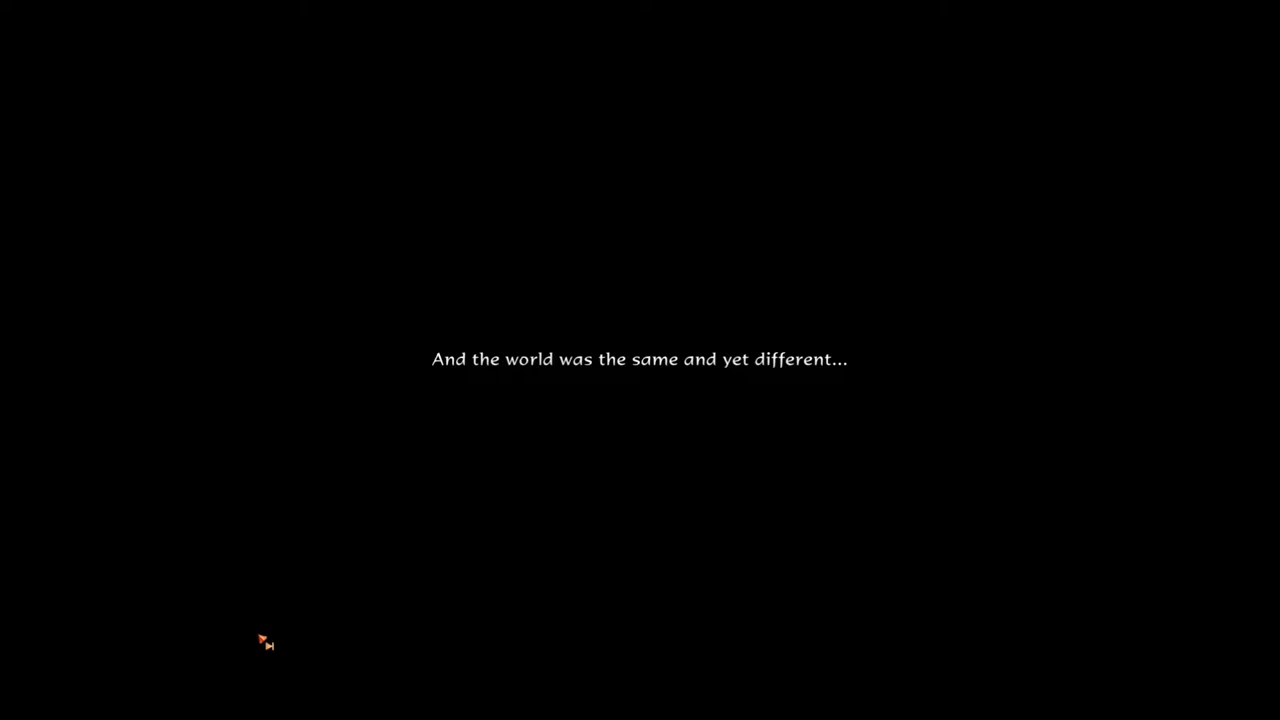 And the world was the same and yet different...